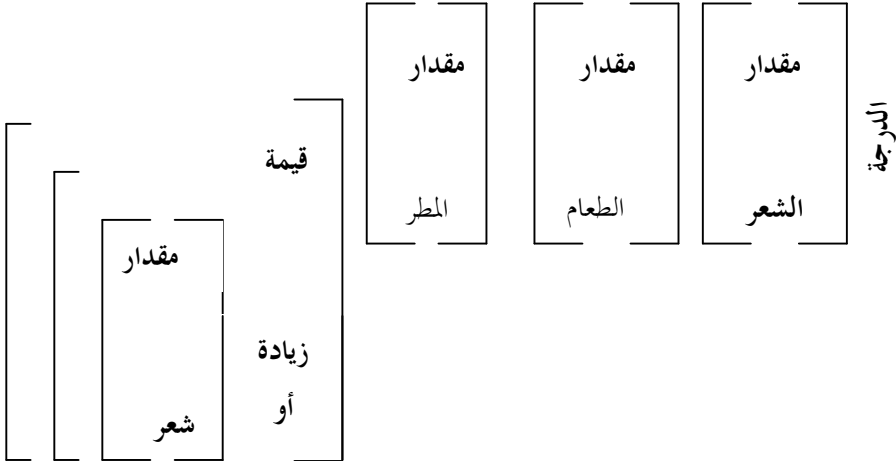 الدرجة
مقدار
الشعر
مقدار
الطعام
مقدار
المطر
قيمة
زيادة
أو
مقدار
شعر